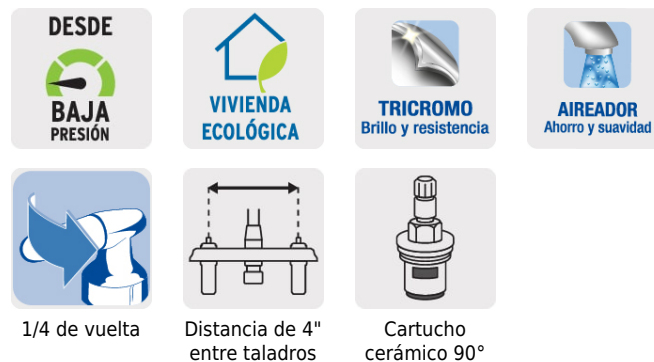 DESDE
BAJA
PRESIÓN
VIVIENDA
ECOLÓGICA
TRICROMO
Brillo y resistencia
AIREADOR
Ahorro y suavidad
1/4 de vuelta
Distancia de 4"
entre taladros
Cartucho
cerámico 90°